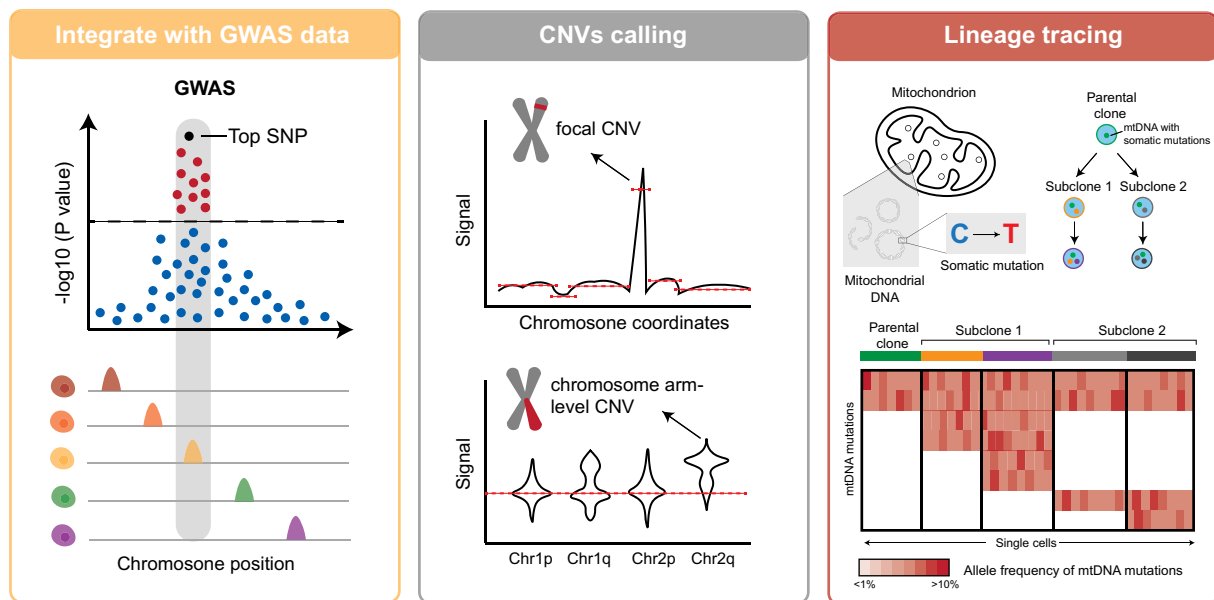 Integrate with GWAS data
GWAS
Top SNP
-log10 (P value)
Chromosome position
CNVs calling
focal CNV
Signal
Chromosone coordinates
chromosome arm-
level CNV
Signal
Chr1p
Chr1q
Chr2p
Chr2q
Lineage tracing
Mitochondrion
Parental
clone
mtDNA with
somatic mutations
Subclone 1
Subclone 2
C
T
Somatic mutation
Mitochondrial
DNA
Parental
clone
Subclone 1
Subclone 2
mtDNA mutations
Single cells
<1%
>10%
Allele frequency of mtDNA mutations